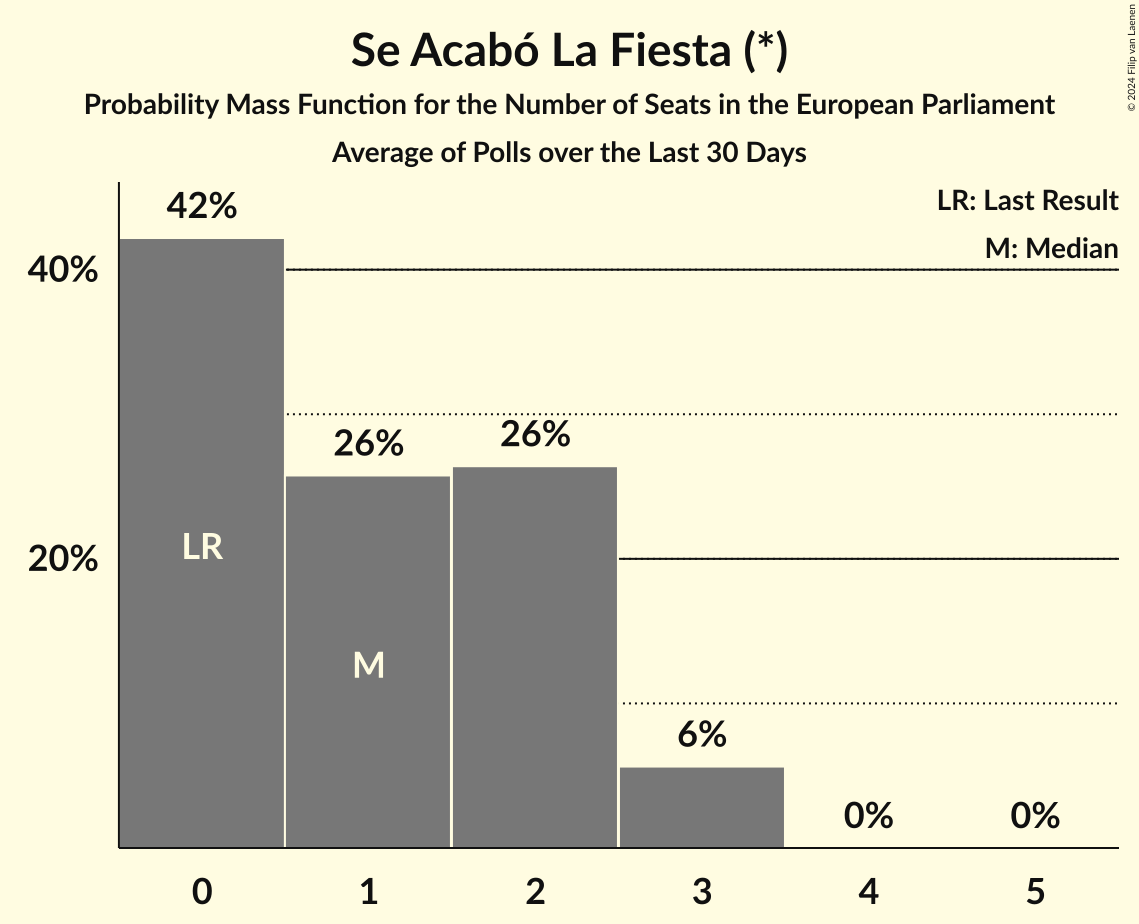 Se Acabó La Fiesta (*)
Probability Mass Function for the Number of Seats in the European Parliament
Average of Polls over the Last 30 Days
© 2024 Filip van Laenen
LR: Last Result
M: Median
42%
40%
26%
26%
LR
20%
M
6%
0%
0%
0
1
2
3
4
5